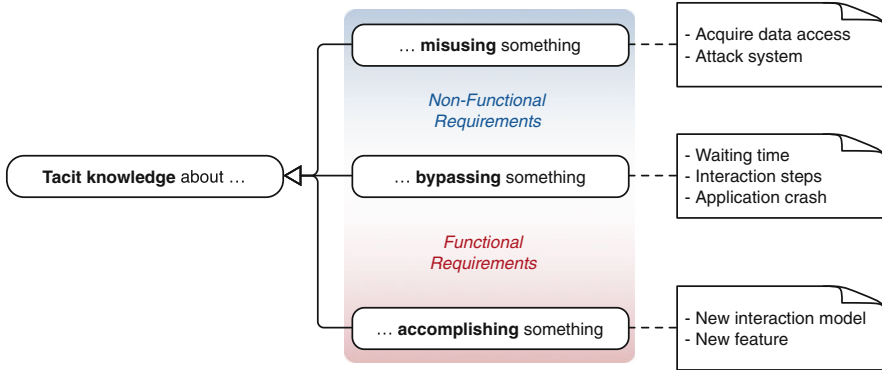 Tacit knowledge about …
… misusing something
- Acquire data access
- Attack system
Non-Functional
Requirements
… bypassing something
- Waiting time
- Interaction steps
- Application crash
Functional
Requirements
… accomplishing something
- New interaction model
- New feature